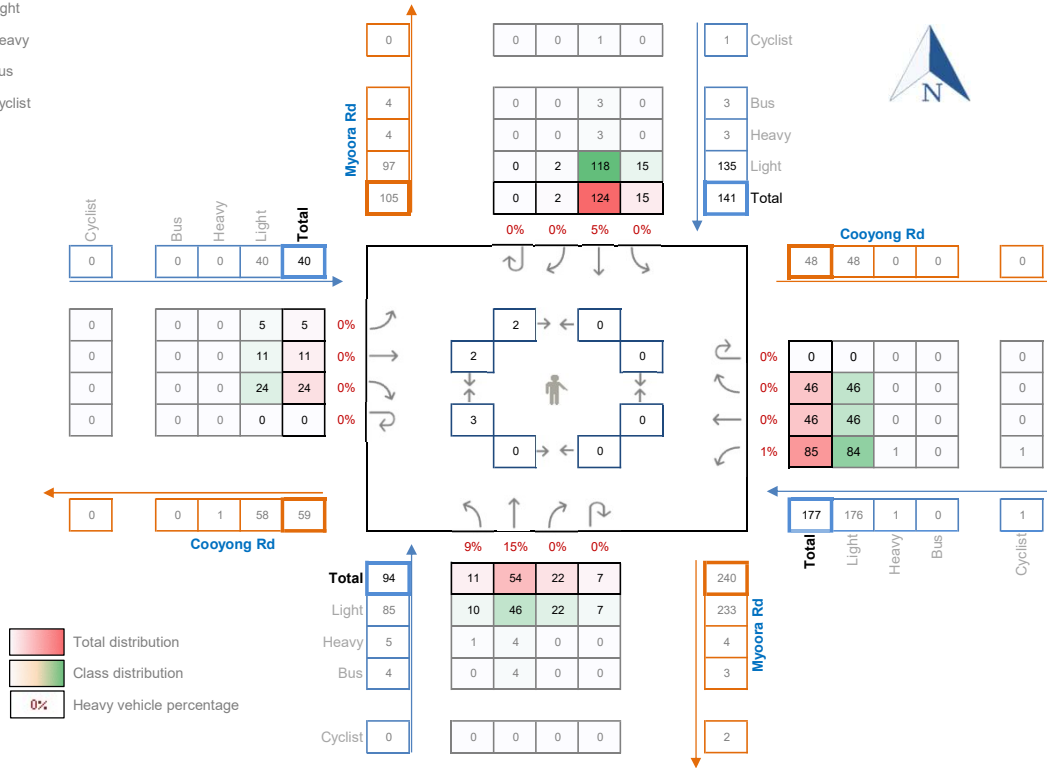 ght
eavy
us
yclist
0 0 0 1 0 1 Cyclist
4 0 0 3 0 3 Bus
4 0 0 3 0 3 Heavy
97 0 2 118 15 135 Light
105 0 2 124 15 141 Total
Myoora Rd
0% 0% 5% 0%
N
Cyclist Bus Heavy Light Total
0 0 0 40 40
Cooyong Rd
48 48 0 0 0
0 0 0 5 5 0%
0 0 0 11 11 0%
0 0 0 24 24 0%
0 0 0 0 0 0%
2 0
2 0
3 0
0 0
0% 0 0 0 0 0
0% 46 46 0 0 0
0% 46 46 0 0 0
1% 85 84 1 0 1
0 0 1 58 59
Cooyong Rd
177 176 1 0 1
Total Light Heavy Bus Cyclist
9% 15% 0% 0%
Total 94 11 54 22 7 240
Light 85 10 46 22 7 233
Heavy 5 1 4 0 0 4
Bus 4 0 4 0 0 3
Cyclist 0 0 0 0 0 2
Myoora Rd
Total distribution
Class distribution
0% Heavy vehicle percentage